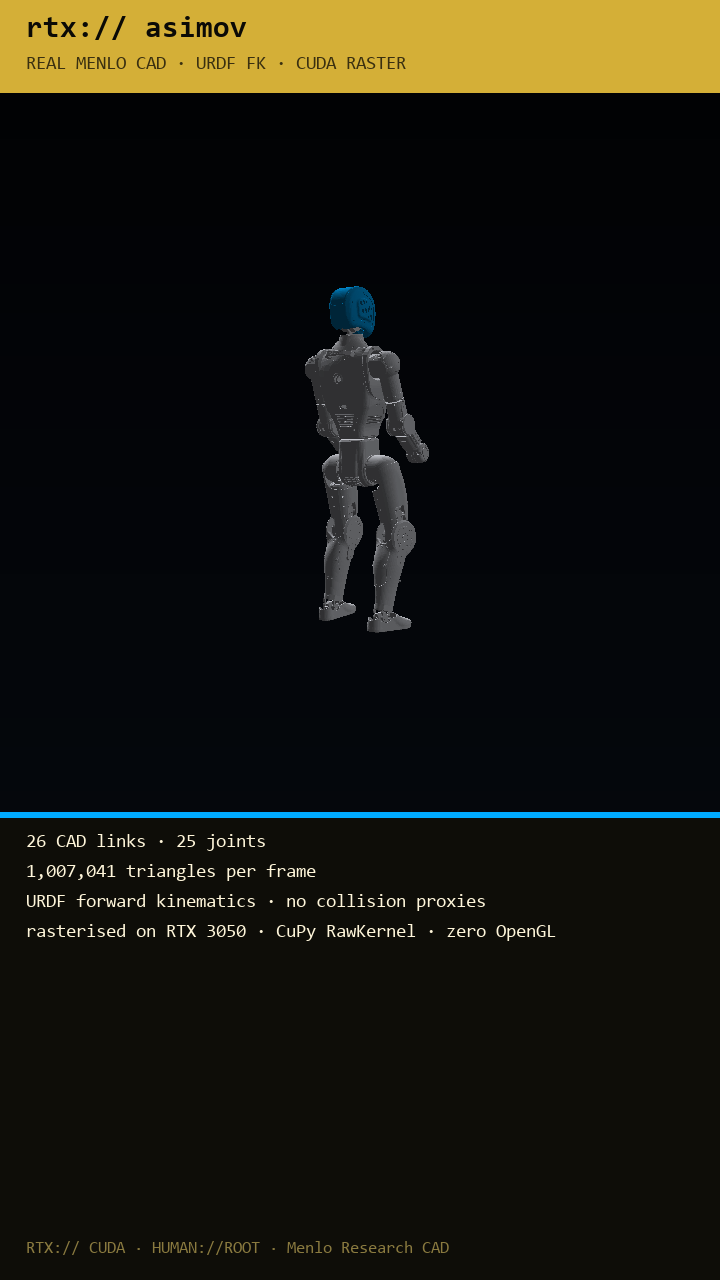 rtx:// asimov
REAL MENLO CAD · URDF FK · CUDA RASTER
26 CAD links · 25 joints
1,007,041 triangles per frame
URDF forward kinematics · no collision proxies
rasterised on RTX 3050 · CuPy RawKernel · zero OpenGL
RTX:// CUDA · HUMAN://ROOT · Menlo Research CAD